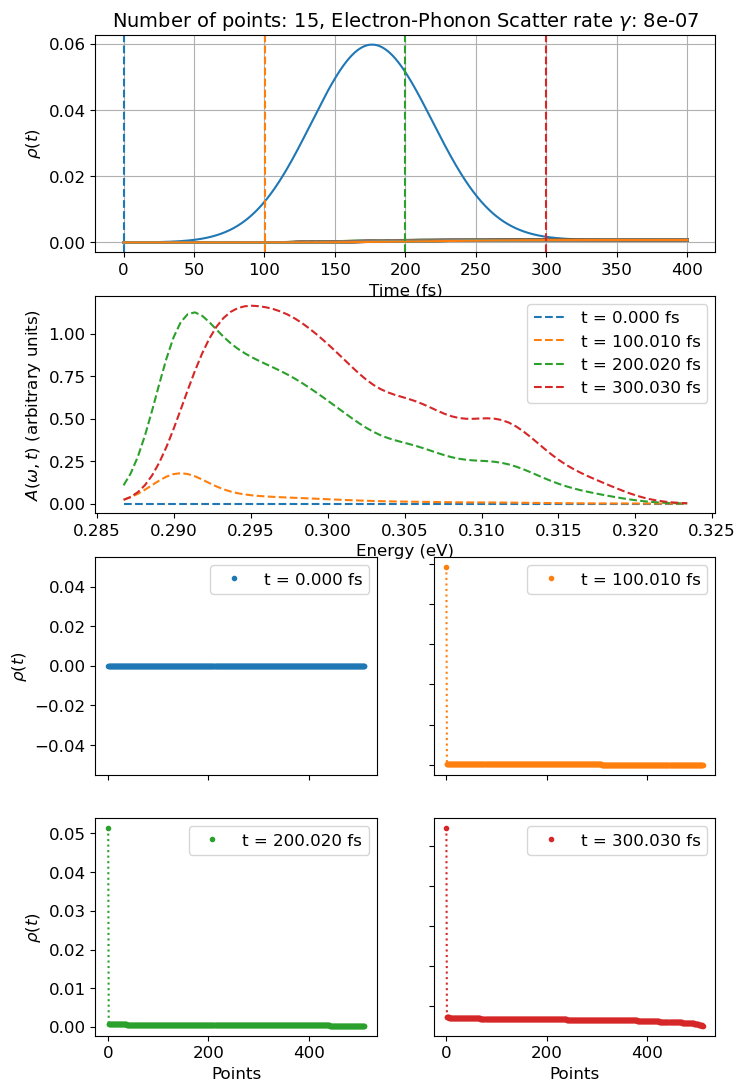 Number of points: 15, Electron-Phonon Scatter rate γ: 8e-07
0.06
0.04
0.02
0.00
ρ(t)
0 50 100 150 200 250 300 350 400
Time (fs)
1.00
0.75
0.50
0.25
0.00
A(ω, t) (arbitrary units)
t = 0.000 fs
t = 100.010 fs
t = 200.020 fs
t = 300.030 fs
0.285 0.290 0.295 0.300 0.305 0.310 0.315 0.320 0.325
Energy (eV)
0.04
0.02
0.00
−0.02
−0.04
ρ(t)
t = 0.000 fs
t = 100.010 fs
0.05
0.04
0.03
0.02
0.01
0.00
ρ(t)
t = 200.020 fs
0 200 400
Points
t = 300.030 fs
0 200 400
Points